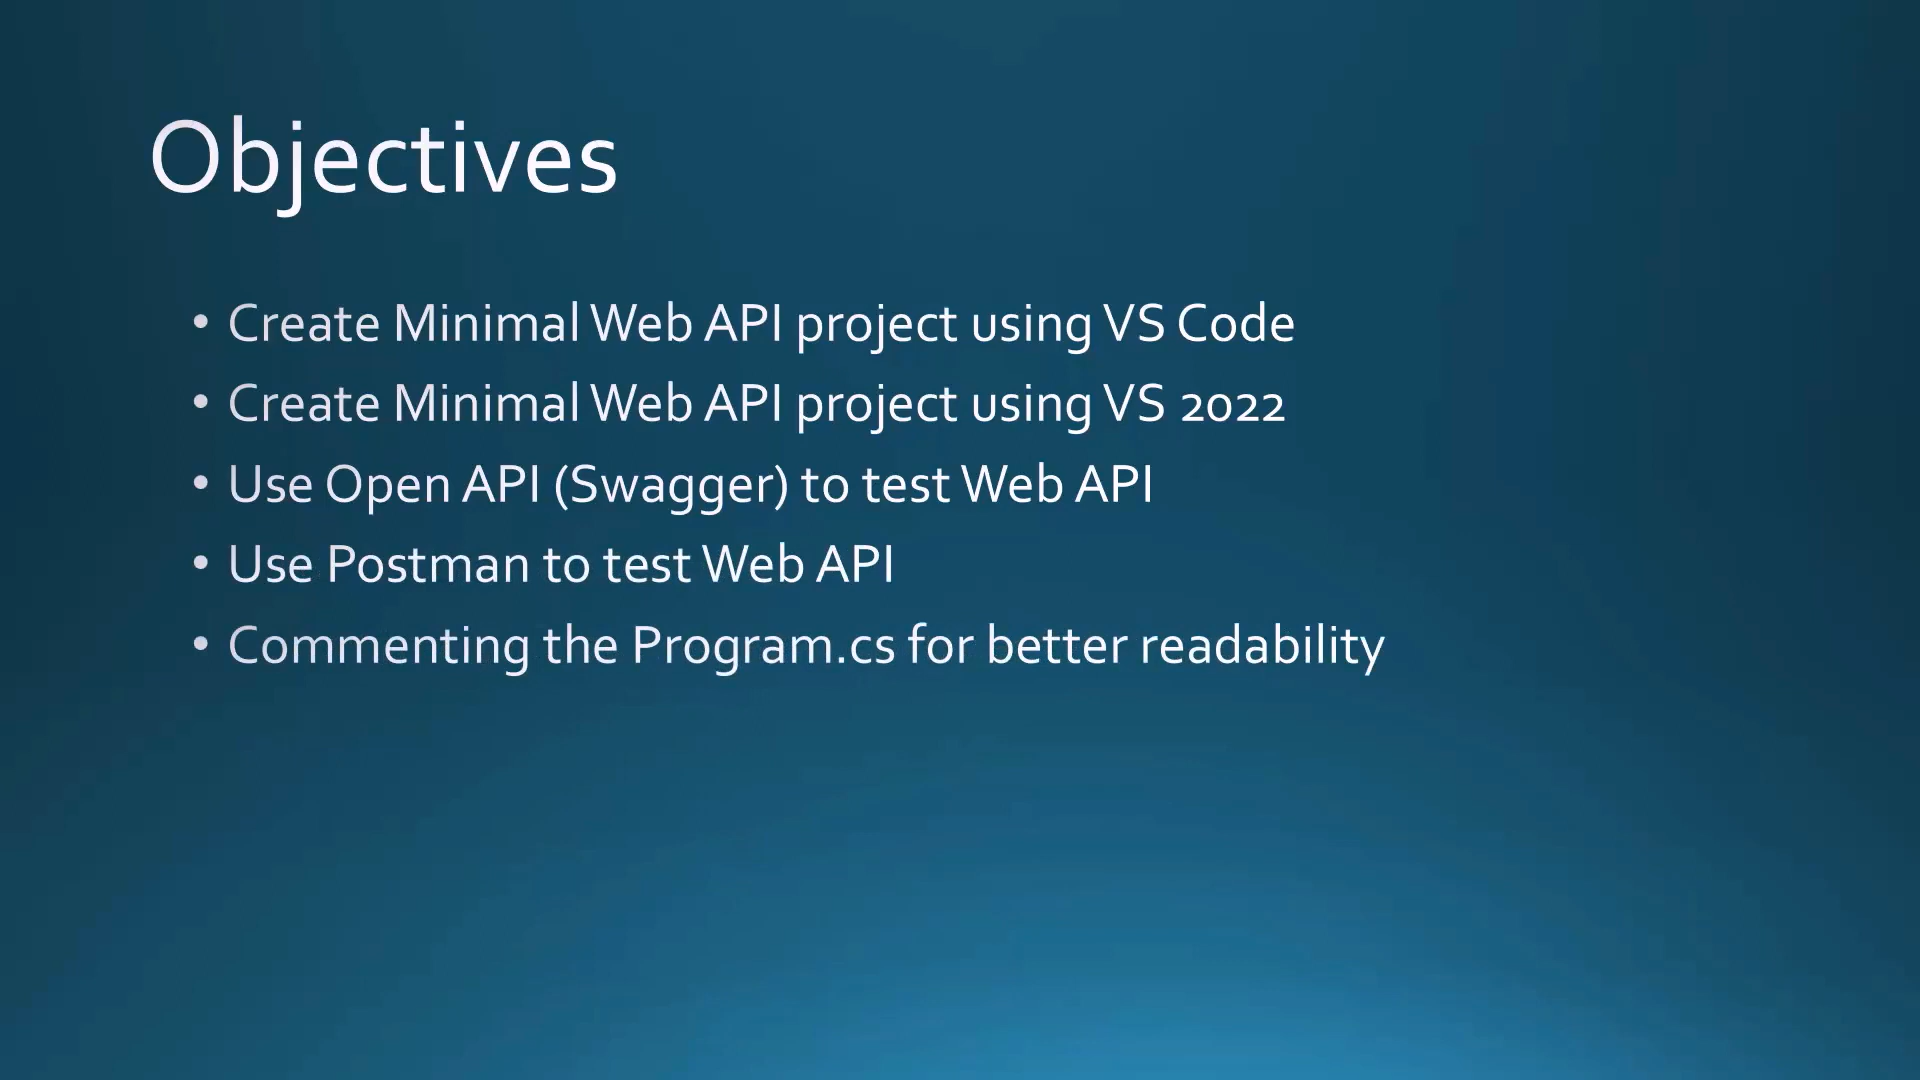 Objectives
• Create Minimal Web API project using VS Code
• Create Minimal Web API project using VS 2022
• Use Open API (Swagger) to test Web API
• Use Postman to test Web API
• Commenting the Program.cs for better readability